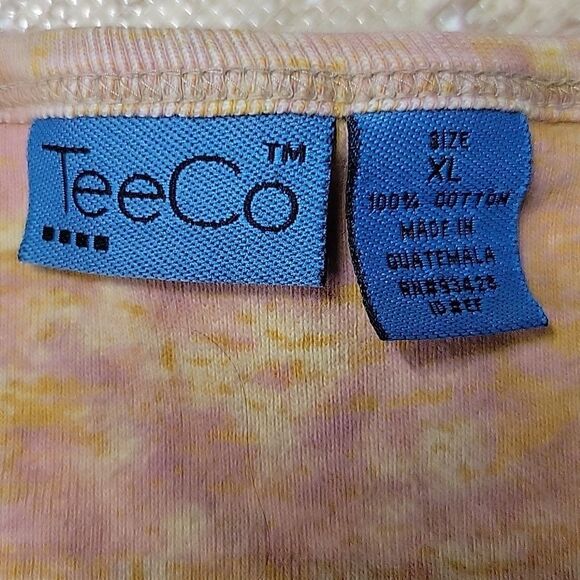 TeeCo™
SIZE
XL
100% COTTON
MADE IN
GUATEMALA
RN#93428
ID#EF